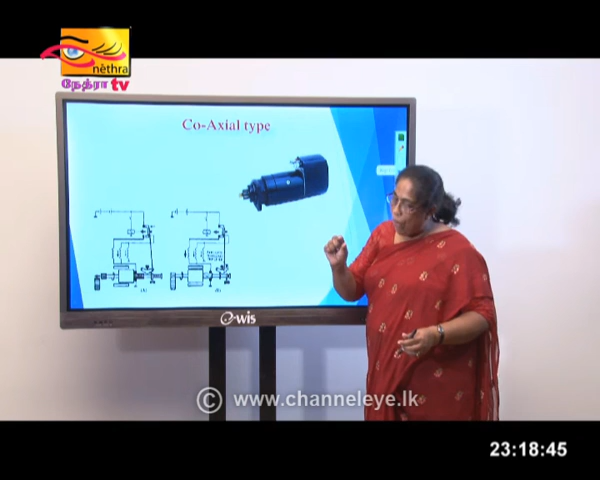 nethra
நேத்ரா tv
Co-Axial type
(A)
(B)
e-wis
© www.channeleye.lk
23:18:45